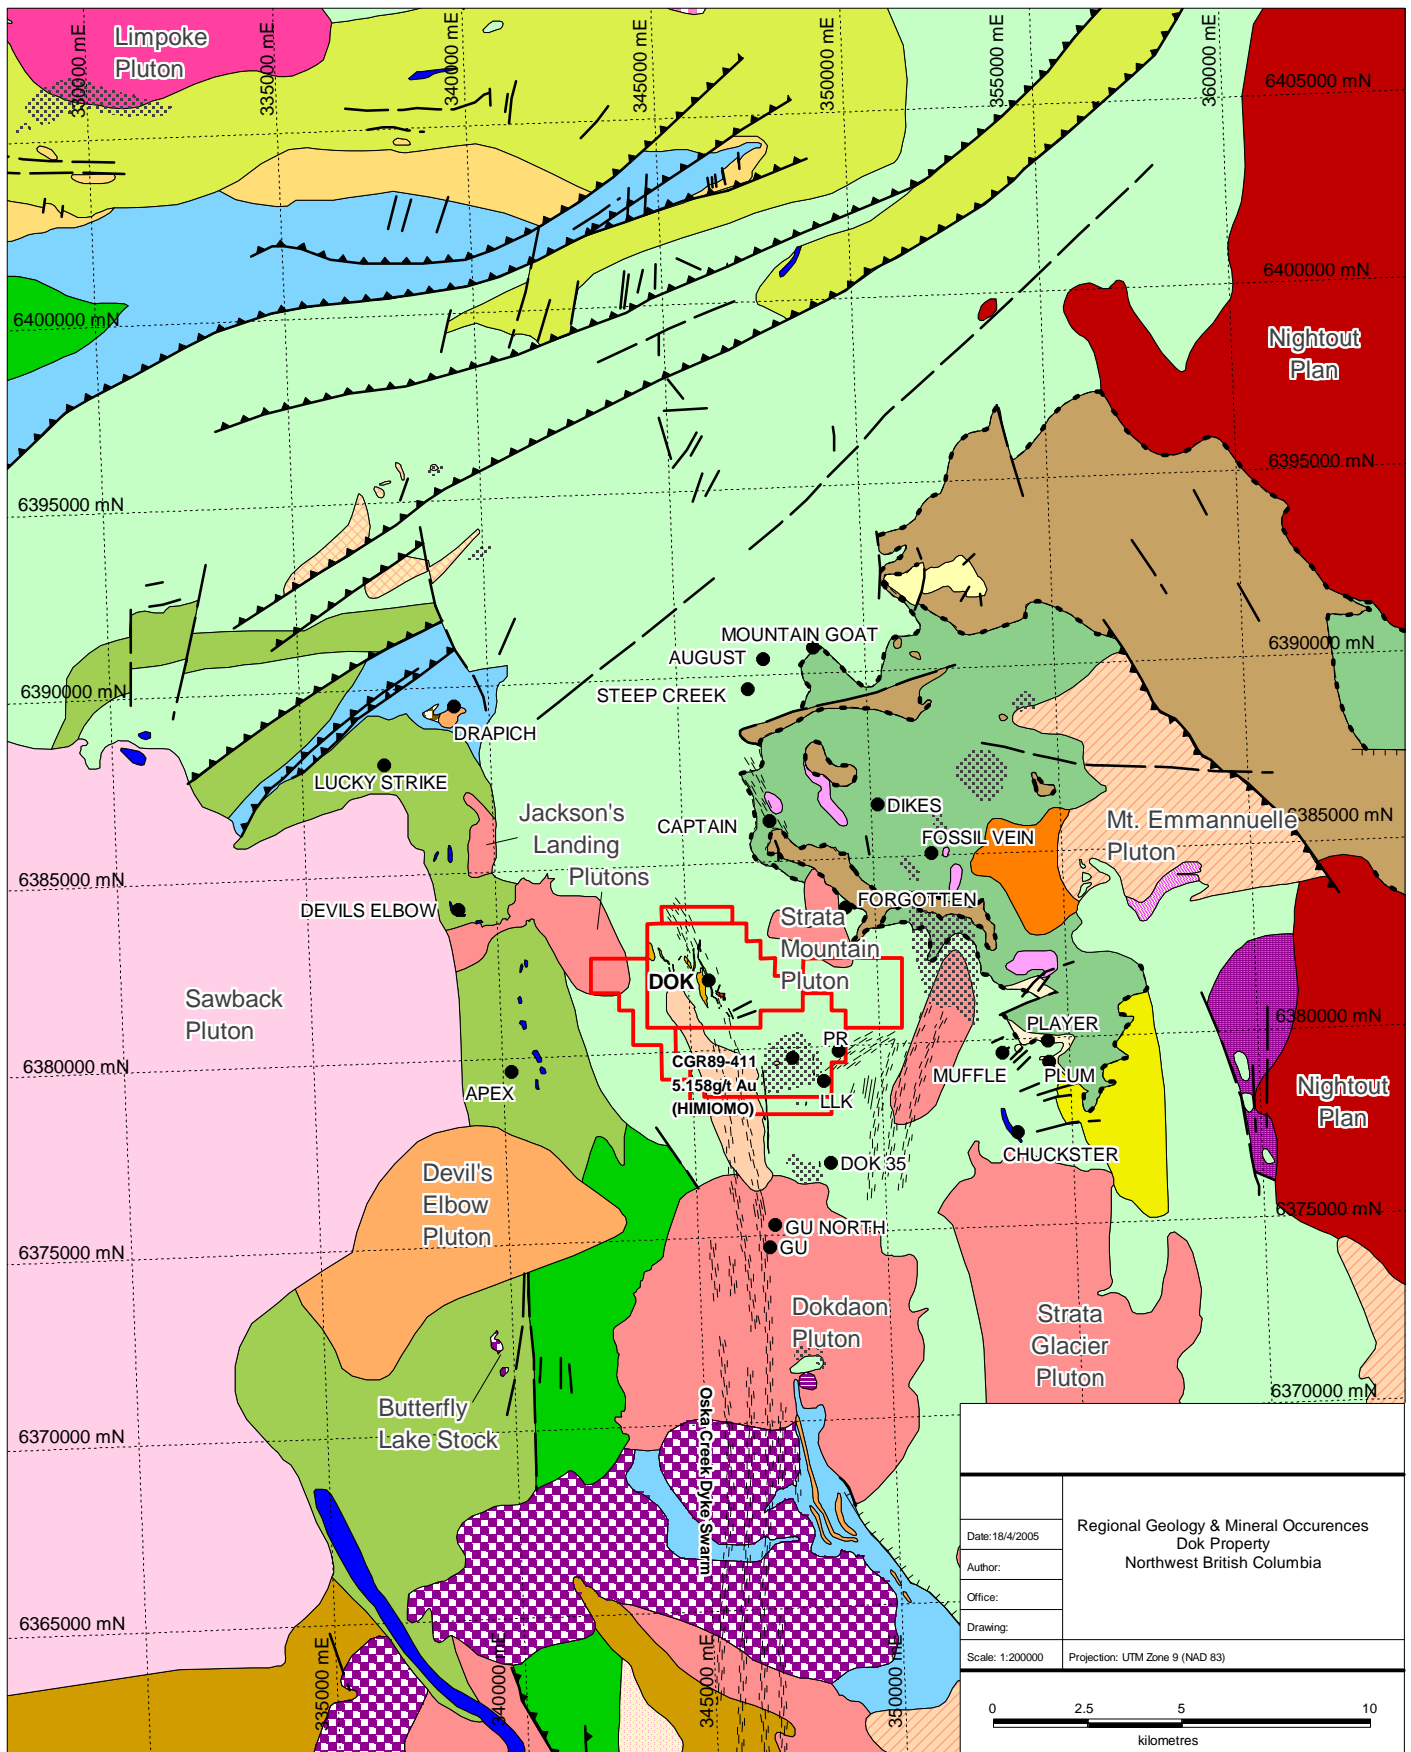 Limpoke
Pluton
330000 mE
335000 mE
340000 mE
345000 mE
350000 mE
355000 mE
360000 mE
6405000 mN
6400000 mN
6400000 mN
Nightout
Plan
6395000 mN
6395000 mN
6390000 mN
MOUNTAIN GOAT
AUGUST
STEEP CREEK
6390000 mN
DRAPICH
LUCKY STRIKE
Jackson's
Landing
Plutons
CAPTAIN
DIKES
FOSSIL VEIN
6385000 mN
Mt. Emmannuelle
Pluton
6385000 mN
DEVILS ELBOW
FORGOTTEN
Strata
Mountain
Pluton
DOK
Sawback
Pluton
6380000 mN
PLAYER
PR
CGR89-411
5.158g/t Au
(HIMIOMO)
MUFFLE
PLUM
6380000 mN
APEX
LLK
Nightout
Plan
CHUCKSTER
DOK 35
Devil's
Elbow
Pluton
6375000 mN
GU NORTH
GU
6375000 mN
Dokdaon
Pluton
Strata
Glacier
Pluton
6370000 mN
Butterfly
Lake Stock
Oska Creek Dyke Swarm
6370000 mN
6365000 mN
335000 mE
340000 mE
345000 mE
350000 mE
Regional Geology & Mineral Occurences
Dok Property
Northwest British Columbia
Date:18/4/2005
Author:
Office:
Drawing:
Scale: 1:200000
Projection: UTM Zone 9 (NAD 83)
0
2.5
5
10
kilometres